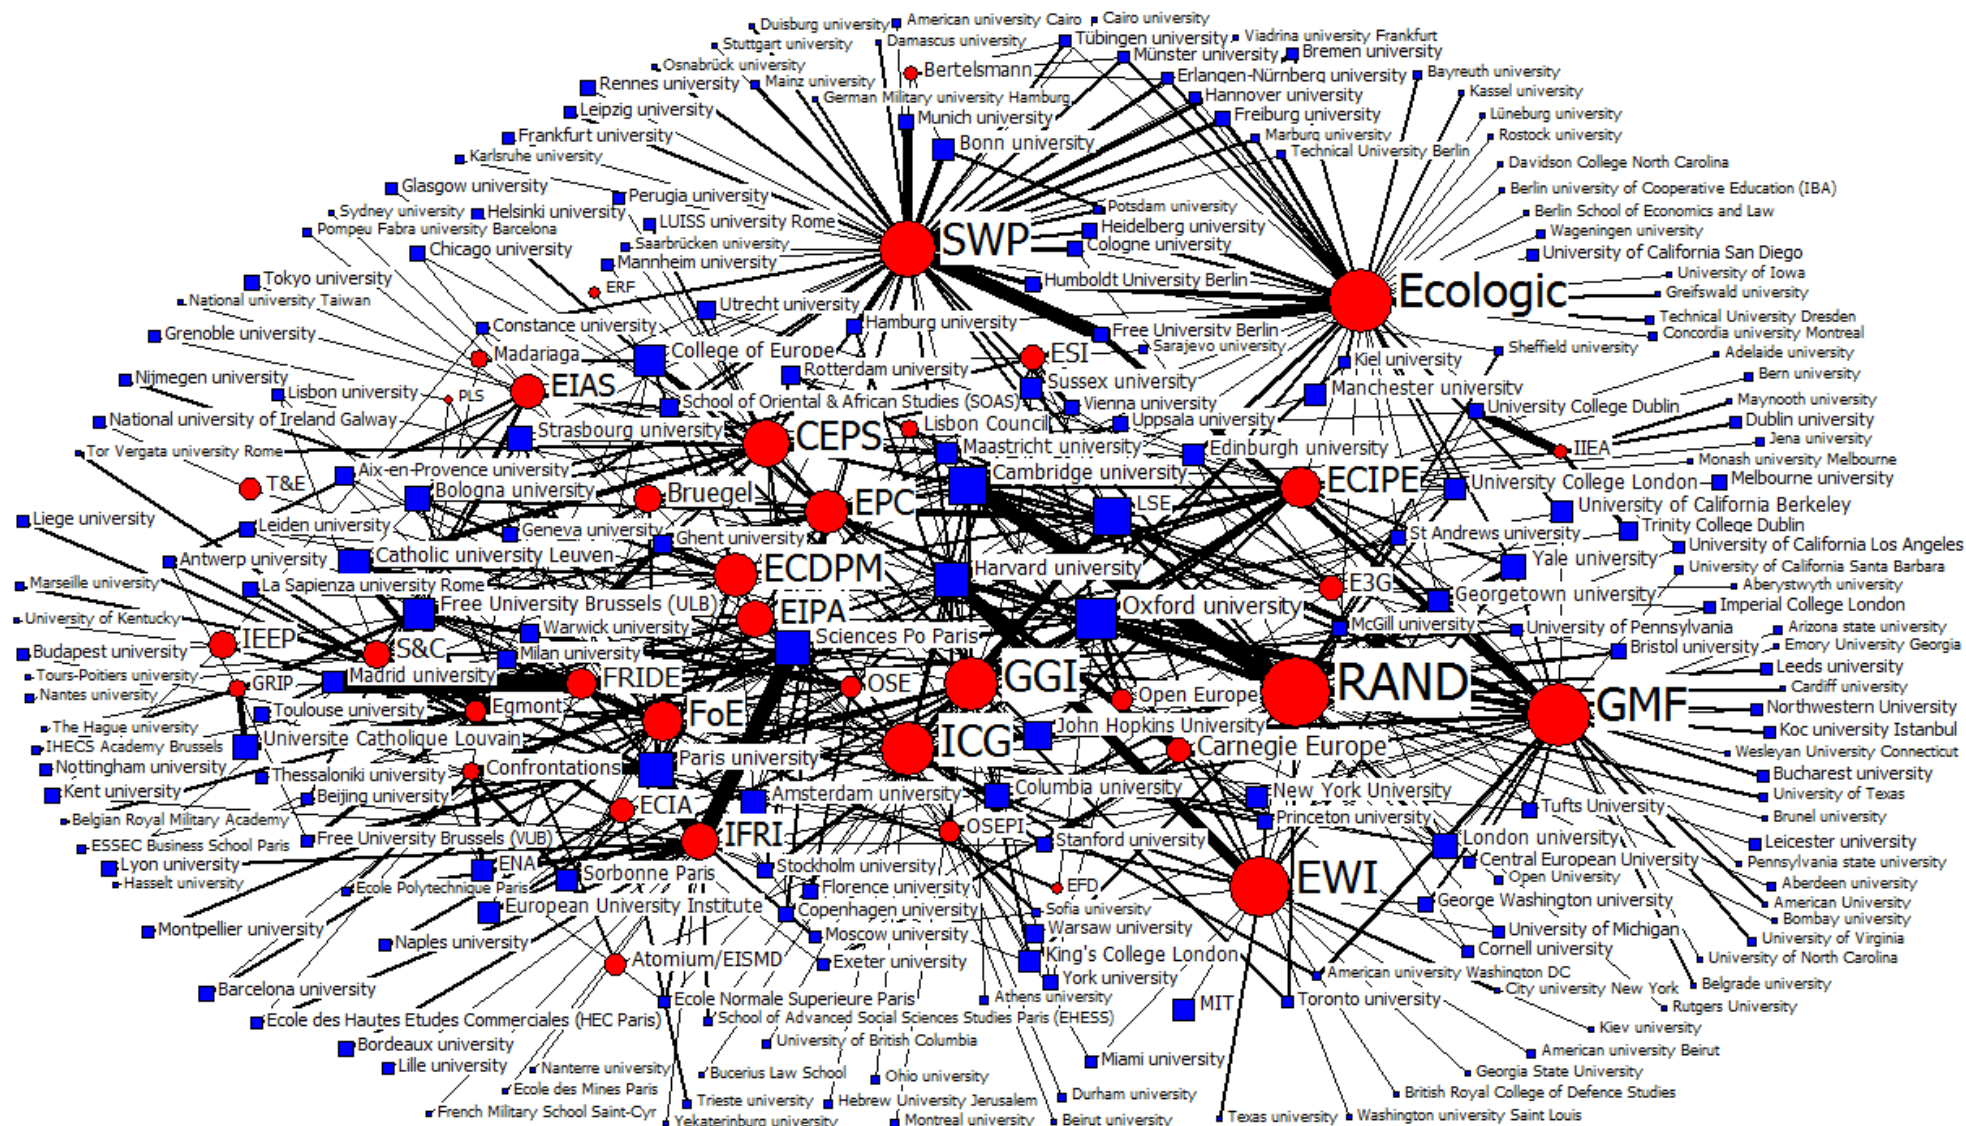 Duisburg university
American university Cairo
Cairo university
Stuttgart university
Damascus university
Tübingen university
Viadrina university Frankfurt
Osnabrück university
Münster university
Bremen university
Rennes university
Mainz university
Bertelsmann
Erlangen-Nürnberg university
Bayreuth university
Leipzig university
German Military university Hamburg
Hannover university
Kassel university
Munich university
Freiburg university
Lüneburg university
Frankfurt university
Bonn university
Marburg university
Rostock university
Karlsruhe university
Technical University Berlin
Davidson College North Carolina
Glasgow university
Perugia university
Berlin university of Cooperative Education (IBA)
Sydney university
Helsinki university
LUISS university Rome
Potsdam university
Berlin School of Economics and Law
Pompeu Fabra university Barcelona
SWP
Heidelberg university
Wageningen university
Chicago university
Saarbrücken university
Cologne university
University of California San Diego
Tokyo university
Mannheim university
Humboldt University Berlin
Ecologic
University of Iowa
National university Taiwan
ERF
Greifswald university
Grenoble university
Utrecht university
Technical University Dresden
Constance university
Hamburg university
Free University Berlin
Concordia university Montreal
Madariaga
College of Europe
ESI
Sarajevo university
Kiel university
Sheffield university
Adelaide university
Nijmegen university
EIAS
Rotterdam university
Sussex university
Manchester university
Bern university
Lisbon university
PLS
School of Oriental & African Studies (SOAS)
Vienna university
University College Dublin
Maynooth university
National university of Ireland Galway
Strasbourg university
CEPS
Lisbon Council
Uppsala university
Dublin university
Tor Vergata university Rome
Maastricht university
Edinburgh university
IIEA
Jena university
Aix-en-Provence university
Cambridge university
ECIPE
Monash university Melbourne
T&E
Bologna university
Bruegel
EPC
LSE
University College London
Melbourne university
Liege university
Leiden university
Geneva university
Ghent university
University of California Berkeley
Trinity College Dublin
Antwerp university
Catholic university Leuven
ECDPM
Harvard university
St Andrews university
Yale university
University of California Los Angeles
Marseille university
La Sapienza university Rome
E3G
University of California Santa Barbara
University of Kentucky
Free University Brussels (ULB)
EIPA
Oxford university
Georgetown university
Aberystwyth university
Imperial College London
IEEP
Warwick university
Sciences Po Paris
McGill university
University of Pennsylvania
Arizona state university
Budapest university
S&C
Milan university
Bristol university
Emory University Georgia
Tours-Poitiers university
GRIP
Madrid university
FRIDE
OSE
GGI
Open Europe
RAND
GMF
Leeds university
Nantes university
Egmont
FoE
Cardiff university
The Hague university
Toulouse university
John Hopkins University
Northwestern University
IHECS Academy Brussels
Universite Catholique Louvain
ICG
Carnegie Europe
Koc university Istanbul
Nottingham university
Thessaloniki university
Confrontations
Paris university
Wesleyan University Connecticut
Kent university
Beijing university
ECIA
Amsterdam university
Columbia university
New York University
Bucharest university
Belgian Royal Military Academy
Tufts University
University of Texas
ESSEC Business School Paris
Free University Brussels (VUB)
IFRI
OSEPI
Stanford university
Princeton university
London university
Brunel university
Lyon university
ENA
Sorbonne Paris
Stockholm university
Central European University
Leicester university
Hasselt university
Ecole Polytechnique Paris
Florence university
EFD
EWI
Open University
Pennsylvania state university
European University Institute
Copenhagen university
Sofia university
George Washington university
Aberdeen university
Montpellier university
Naples university
Moscow university
Warsaw university
University of Michigan
American University
Atomium/EISMD
Exeter university
King's College London
Cornell university
Bombay university
University of Virginia
Barcelona university
York university
American university Washington DC
University of North Carolina
Ecole Normale Superieure Paris
Athens university
MIT
Toronto university
City university New York
Belgrade university
Ecole des Hautes Etudes Commerciales (HEC Paris)
School of Advanced Social Sciences Studies Paris (EHESS)
Rutgers University
Bordeaux university
University of British Columbia
Kiev university
Lille university
Nanterre university
Bucerius Law School
Ohio university
Miami university
American university Beirut
Ecole des Mines Paris
Georgia State University
French Military School Saint-Cyr
Trieste university
Hebrew University Jerusalem
Durham university
British Royal College of Defence Studies
Yekaterinburg university
Montreal university
Beirut university
Texas university
Washington university Saint Louis